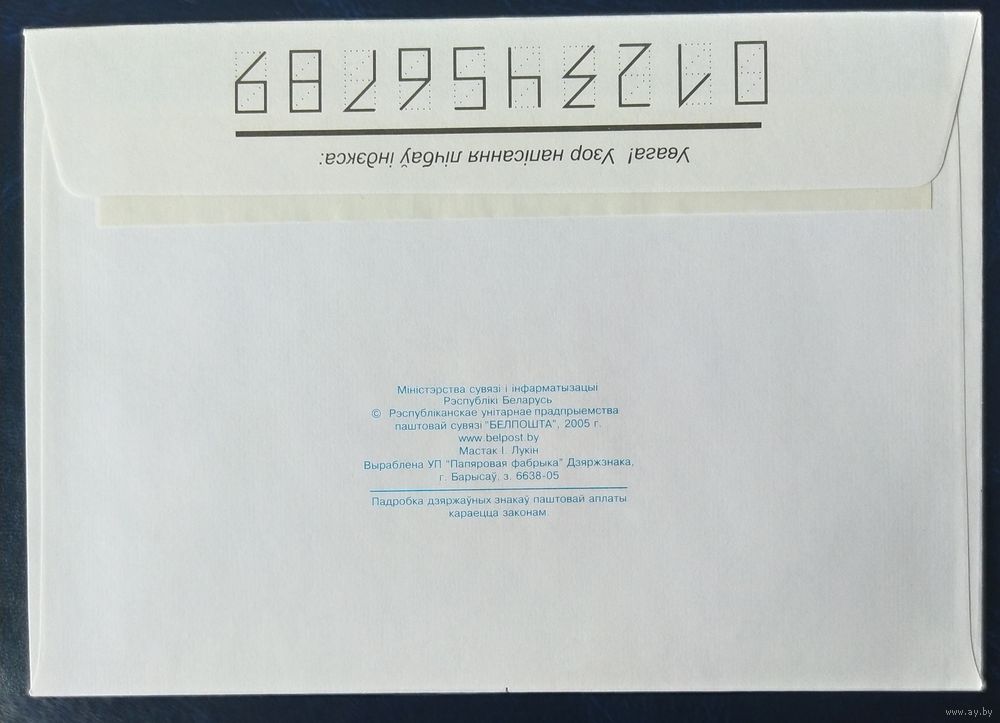 Увага! Узор напісання лічбаў індэкса:
0123456789
Міністэрства сувязі і інфарматызацыі
Рэспублікі Беларусь
© Рэспубліканскае унітарнае прадпрыемства
паштовай сувязі "БЕЛПОШТА", 2005 г.
www.belpost.by
Мастак І. Лукін
Выраблена УП "Папяровая фабрыка" Дзяржзнака,
г. Барысаў, з. 6638-05
Падробка дзяржаўных знакаў паштовай аплаты
караецца законам.
www.ay.by